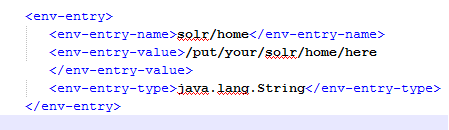 <env-entry>
<env-entry-name>solr/home</env-entry-name>
<env-entry-value>/put/your/solr/home/here
</env-entry-value>
<env-entry-type>java.lang.String</env-entry-type>
</env-entry>